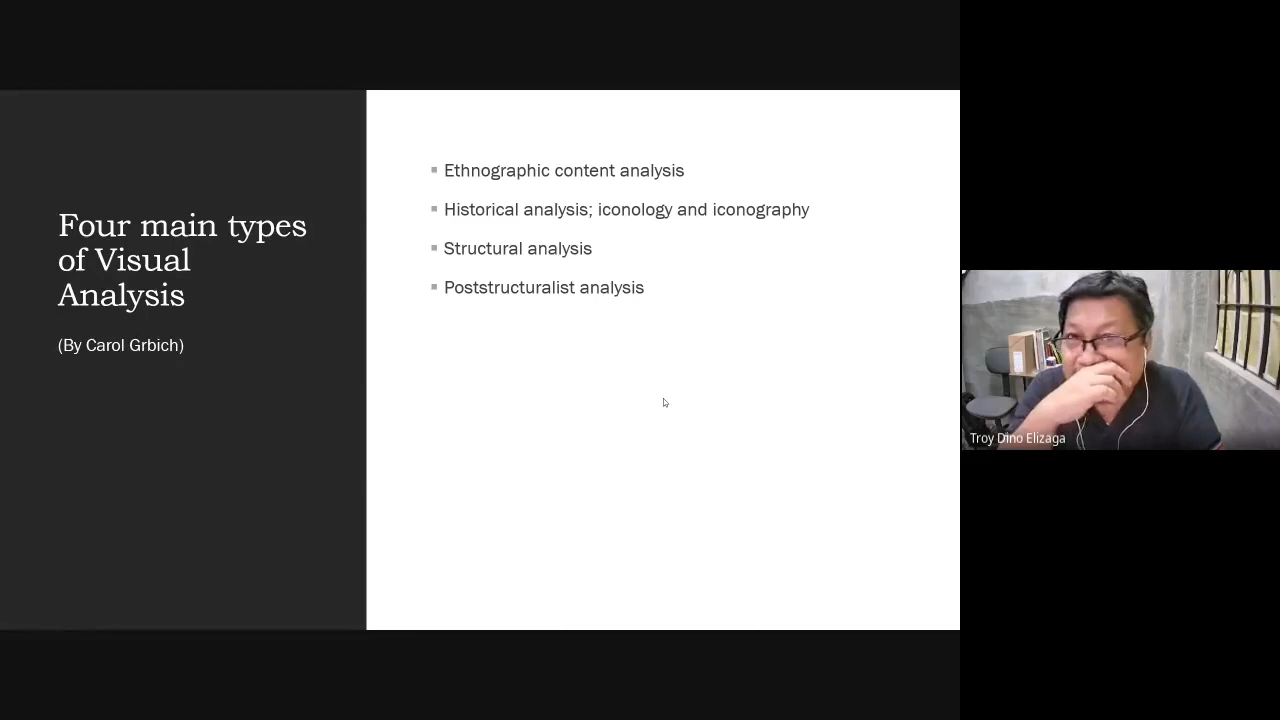 Four main types
of Visual
Analysis
(By Carol Grbich)
Ethnographic content analysis
Historical analysis; iconology and iconography
Structural analysis
Poststructuralist analysis
Troy Dino Elizaga